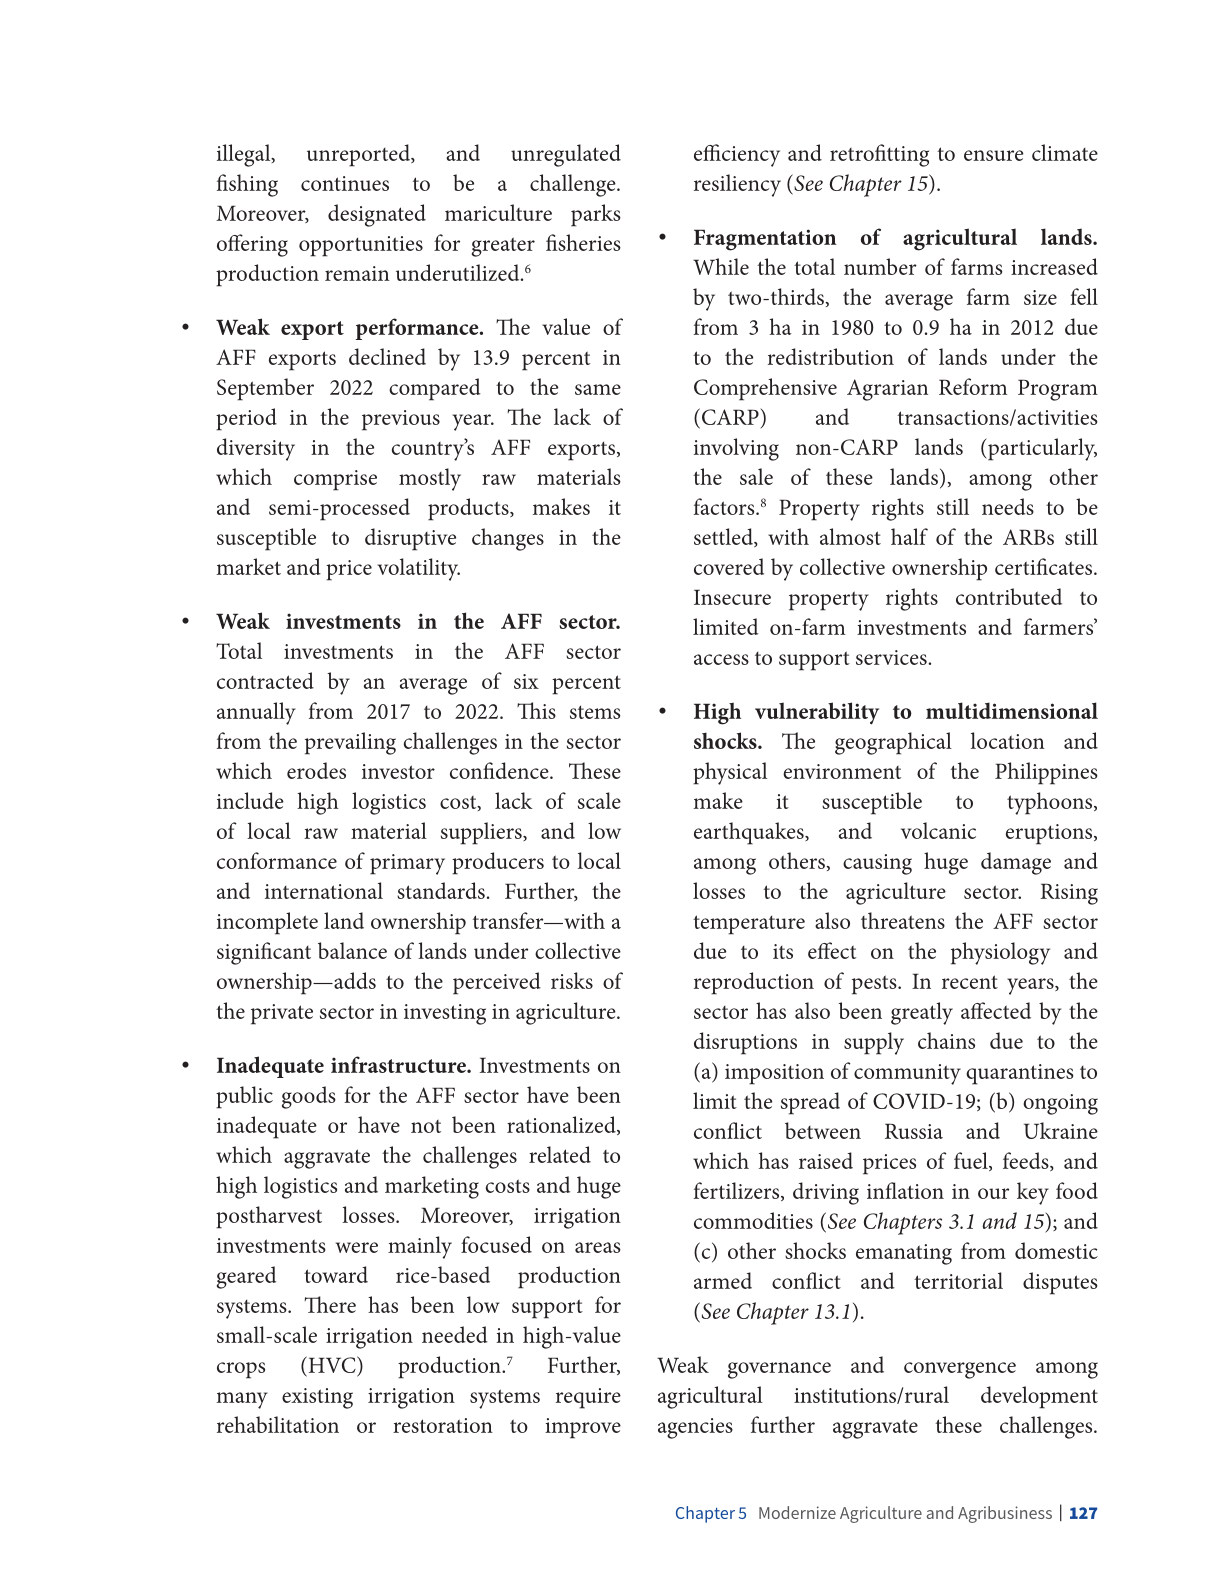 illegal, unreported, and unregulated
fishing continues to be a challenge.
Moreover, designated mariculture parks
offering opportunities for greater fisheries
production remain underutilized.⁶
• Weak export performance. The value of
AFF exports declined by 13.9 percent in
September 2022 compared to the same
period in the previous year. The lack of
diversity in the country’s AFF exports,
which comprise mostly raw materials
and semi-processed products, makes it
susceptible to disruptive changes in the
market and price volatility.
• Weak investments in the AFF sector.
Total investments in the AFF sector
contracted by an average of six percent
annually from 2017 to 2022. This stems
from the prevailing challenges in the sector
which erodes investor confidence. These
include high logistics cost, lack of scale
of local raw material suppliers, and low
conformance of primary producers to local
and international standards. Further, the
incomplete land ownership transfer—with a
significant balance of lands under collective
ownership—adds to the perceived risks of
the private sector in investing in agriculture.
• Inadequate infrastructure. Investments on
public goods for the AFF sector have been
inadequate or have not been rationalized,
which aggravate the challenges related to
high logistics and marketing costs and huge
postharvest losses. Moreover, irrigation
investments were mainly focused on areas
geared toward rice-based production
systems. There has been low support for
small-scale irrigation needed in high-value
crops (HVC) production.⁷ Further,
many existing irrigation systems require
rehabilitation or restoration to improve
efficiency and retrofitting to ensure climate
resiliency (See Chapter 15).
• Fragmentation of agricultural lands.
While the total number of farms increased
by two-thirds, the average farm size fell
from 3 ha in 1980 to 0.9 ha in 2012 due
to the redistribution of lands under the
Comprehensive Agrarian Reform Program
(CARP) and transactions/activities
involving non-CARP lands (particularly,
the sale of these lands), among other
factors.⁸ Property rights still needs to be
settled, with almost half of the ARBs still
covered by collective ownership certificates.
Insecure property rights contributed to
limited on-farm investments and farmers’
access to support services.
• High vulnerability to multidimensional
shocks. The geographical location and
physical environment of the Philippines
make it susceptible to typhoons,
earthquakes, and volcanic eruptions,
among others, causing huge damage and
losses to the agriculture sector. Rising
temperature also threatens the AFF sector
due to its effect on the physiology and
reproduction of pests. In recent years, the
sector has also been greatly affected by the
disruptions in supply chains due to the
(a) imposition of community quarantines to
limit the spread of COVID-19; (b) ongoing
conflict between Russia and Ukraine
which has raised prices of fuel, feeds, and
fertilizers, driving inflation in our key food
commodities (See Chapters 3.1 and 15); and
(c) other shocks emanating from domestic
armed conflict and territorial disputes
(See Chapter 13.1).
Weak governance and convergence among
agricultural institutions/rural development
agencies further aggravate these challenges.
Chapter 5 Modernize Agriculture and Agribusiness | 127